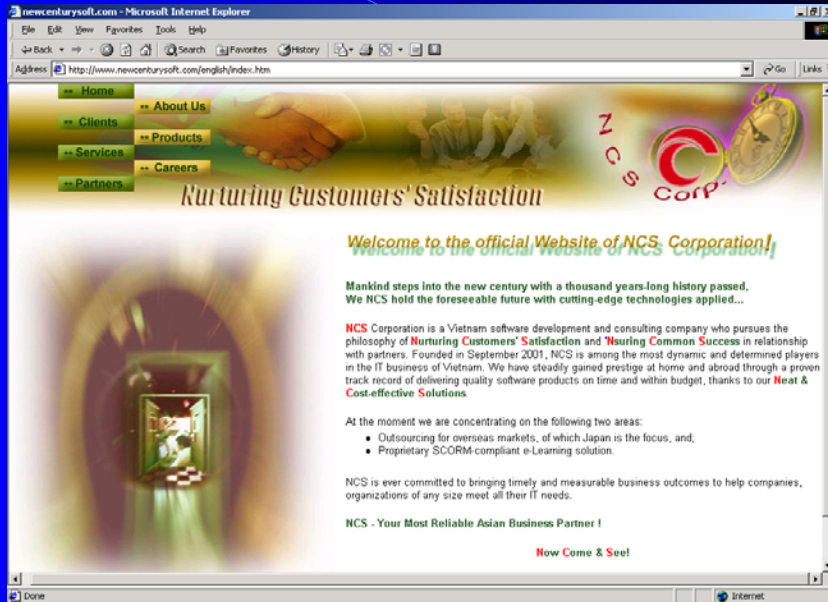 newcenturysoft.com - Microsoft Internet Explorer
File Edit View Favorites Tools Help
Back Search Favorites History
Address http://www.newcenturysoft.com/english/index.htm Go Links
Home
About Us
Clients
Products
Services
Careers
Partners
NCS Corp.
Nurturing Customers' Satisfaction
Welcome to the official Website of NCS Corporation!
Mankind steps into the new century with a thousand years-long history passed,
We NCS hold the foreseeable future with cutting-edge technologies applied...
NCS Corporation is a Vietnam software development and consulting company who pursues the
philosophy of Nurturing Customers' Satisfaction and 'Nsuring Common Success in relationship
with partners. Founded in September 2001, NCS is among the most dynamic and determined players
in the IT business of Vietnam. We have steadily gained prestige at home and abroad through a proven
track record of delivering quality software products on time and within budget, thanks to our Neat &
Cost-effective Solutions.
At the moment we are concentrating on the following two areas:
• Outsourcing for overseas markets, of which Japan is the focus, and;
• Proprietary SCORM-compliant e-Learning solution.
NCS is ever committed to bringing timely and measurable business outcomes to help companies,
organizations of any size meet all their IT needs.
NCS - Your Most Reliable Asian Business Partner !
Now Come & See!
Done Internet